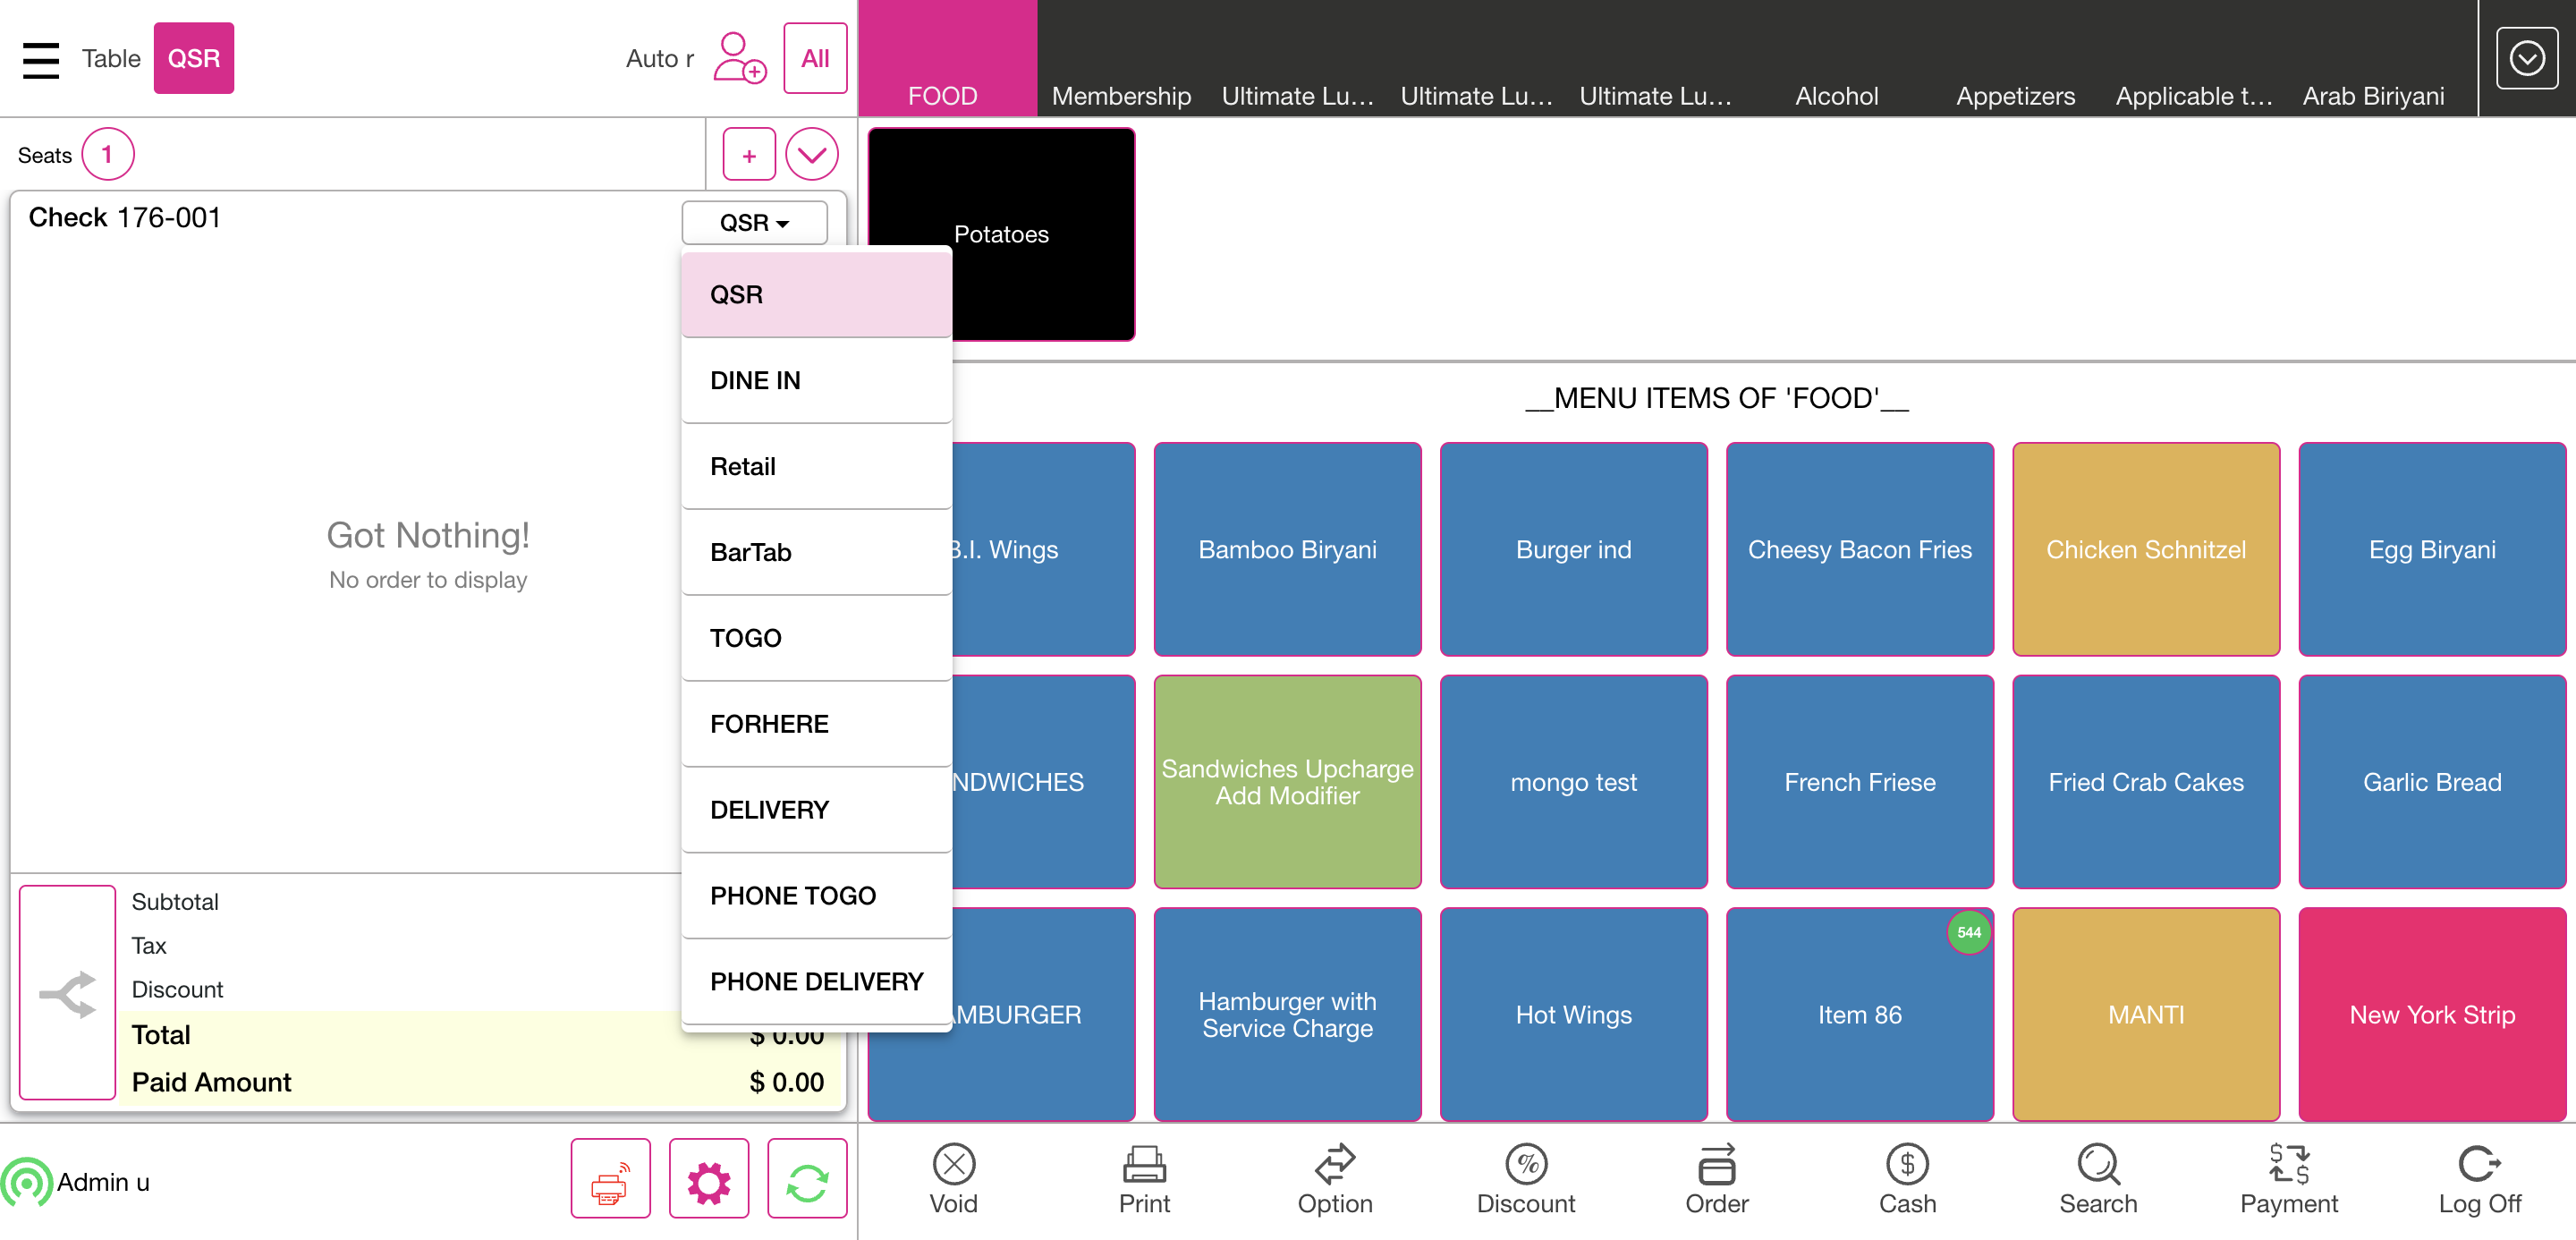 Table
QSR
Auto r
All
FOOD
Membership
Ultimate Lu...
Ultimate Lu...
Ultimate Lu...
Alcohol
Appetizers
Applicable t...
Arab Biriyani
Seats
1
+
Check 176-001
QSR
Potatoes
QSR
DINE IN
Retail
BarTab
TOGO
FORHERE
DELIVERY
PHONE TOGO
PHONE DELIVERY
Got Nothing!
No order to display
__MENU ITEMS OF 'FOOD'__
B.I. Wings
Bamboo Biryani
Burger ind
Cheesy Bacon Fries
Chicken Schnitzel
Egg Biryani
NDWICHES
Sandwiches Upcharge
Add Modifier
mongo test
French Friese
Fried Crab Cakes
Garlic Bread
AMBURGER
Hamburger with
Service Charge
Hot Wings
544
Item 86
MANTI
New York Strip
Subtotal
Tax
Discount
Total
$ 0.00
Paid Amount
$ 0.00
Admin u
Void
Print
Option
Discount
Order
Cash
Search
Payment
Log Off